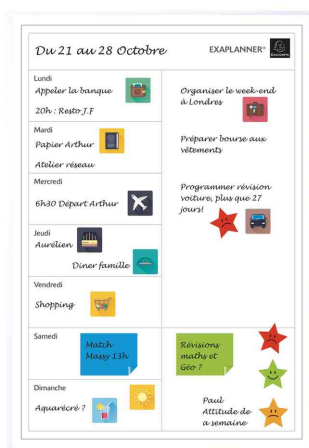 Du 21 au 28 Octobre
EXAPLANNER®
Lundi
Appeler la banque
20h : Resto J.F
Mardi
Papier Arthur
Atelier réseau
Mercredi
6h30 Départ Arthur
Jeudi
Aurélien
Diner famille
Vendredi
Shopping
Samedi
Match
Massy 13h
Dimanche
Aquarécré ?
Organiser le week-end
à Londres
Préparer bourse aux
vêtements
Programmer révision
voiture, plus que 27
jours!
Révisions
maths et
Géo ?
Paul
Attitude de
a semaine